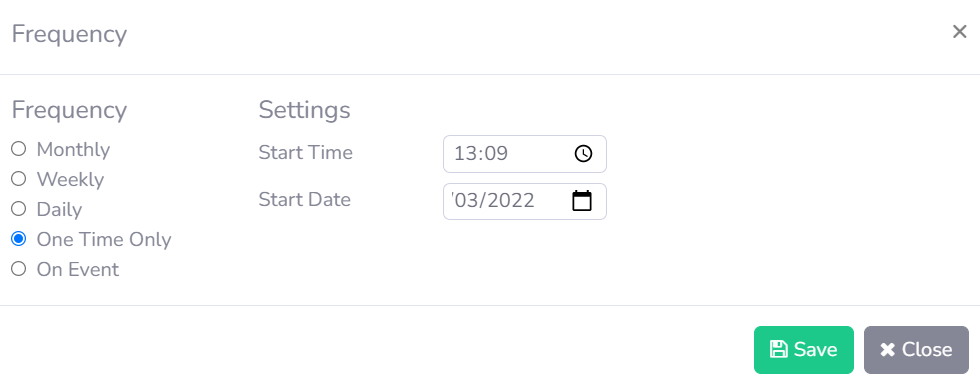 Frequency
Frequency
Monthly
Weekly
Daily
One Time Only
On Event
Settings
Start Time 13:09
Start Date /03/2022
Save Close